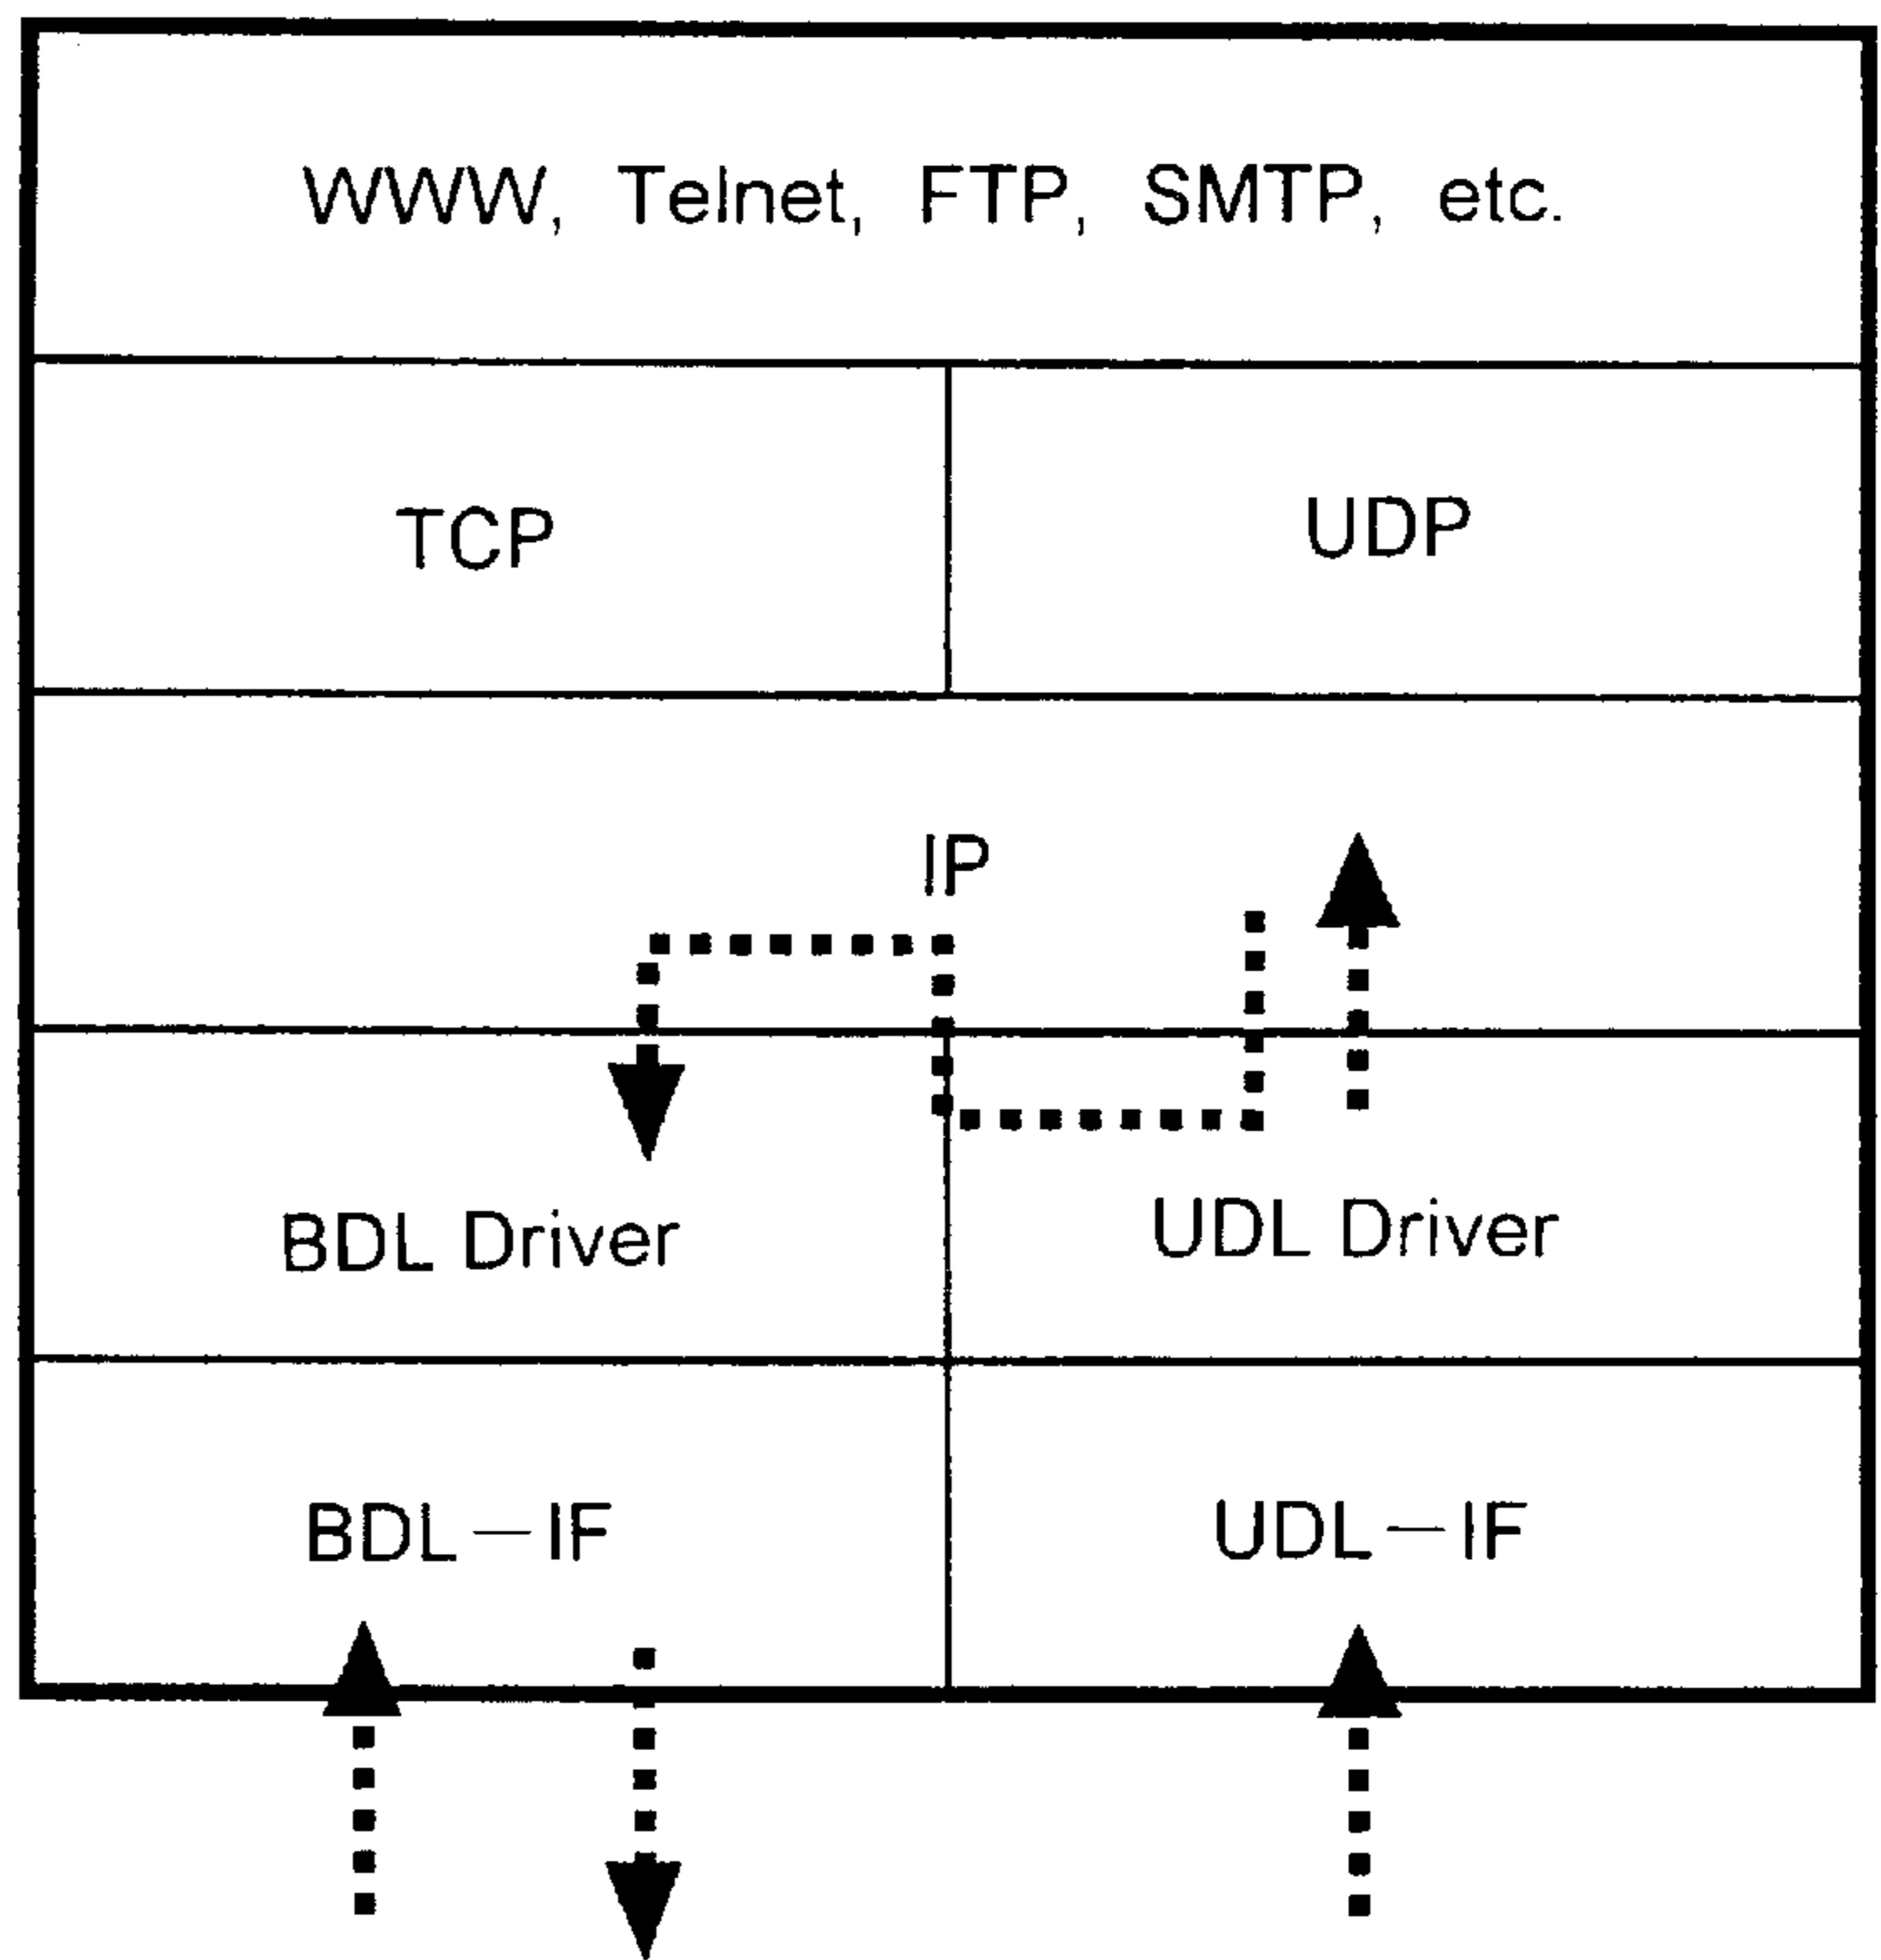 WWW, Telnet, FTP, SMTP, etc.
TCP
UDP
IP
BDL Driver
UDL Driver
BDL—IF
UDL—IF